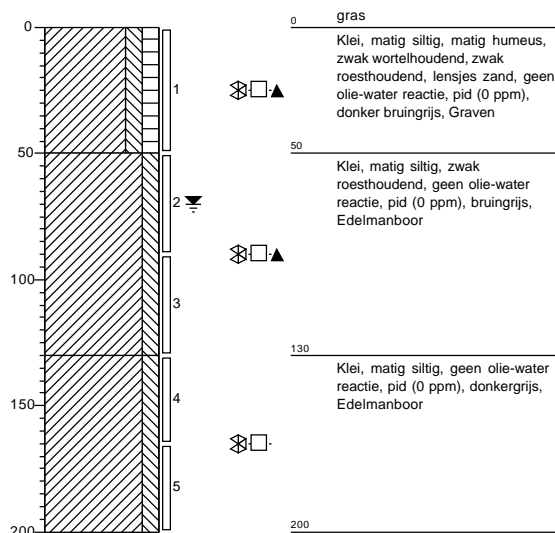 0
gras
0
Klei, matig siltig, matig humeus,
zwak wortelhoudend, zwak
roesthoudend, lensjes zand, geen
olie-water reactie, pid (0 ppm),
donker bruingrijs, Graven
1
50
50
Klei, matig siltig, zwak
roesthoudend, geen olie-water
reactie, pid (0 ppm), bruingrijs,
Edelmanboor
2
100
3
130
Klei, matig siltig, geen olie-water
reactie, pid (0 ppm), donkergrijs,
Edelmanboor
4
150
5
200
200